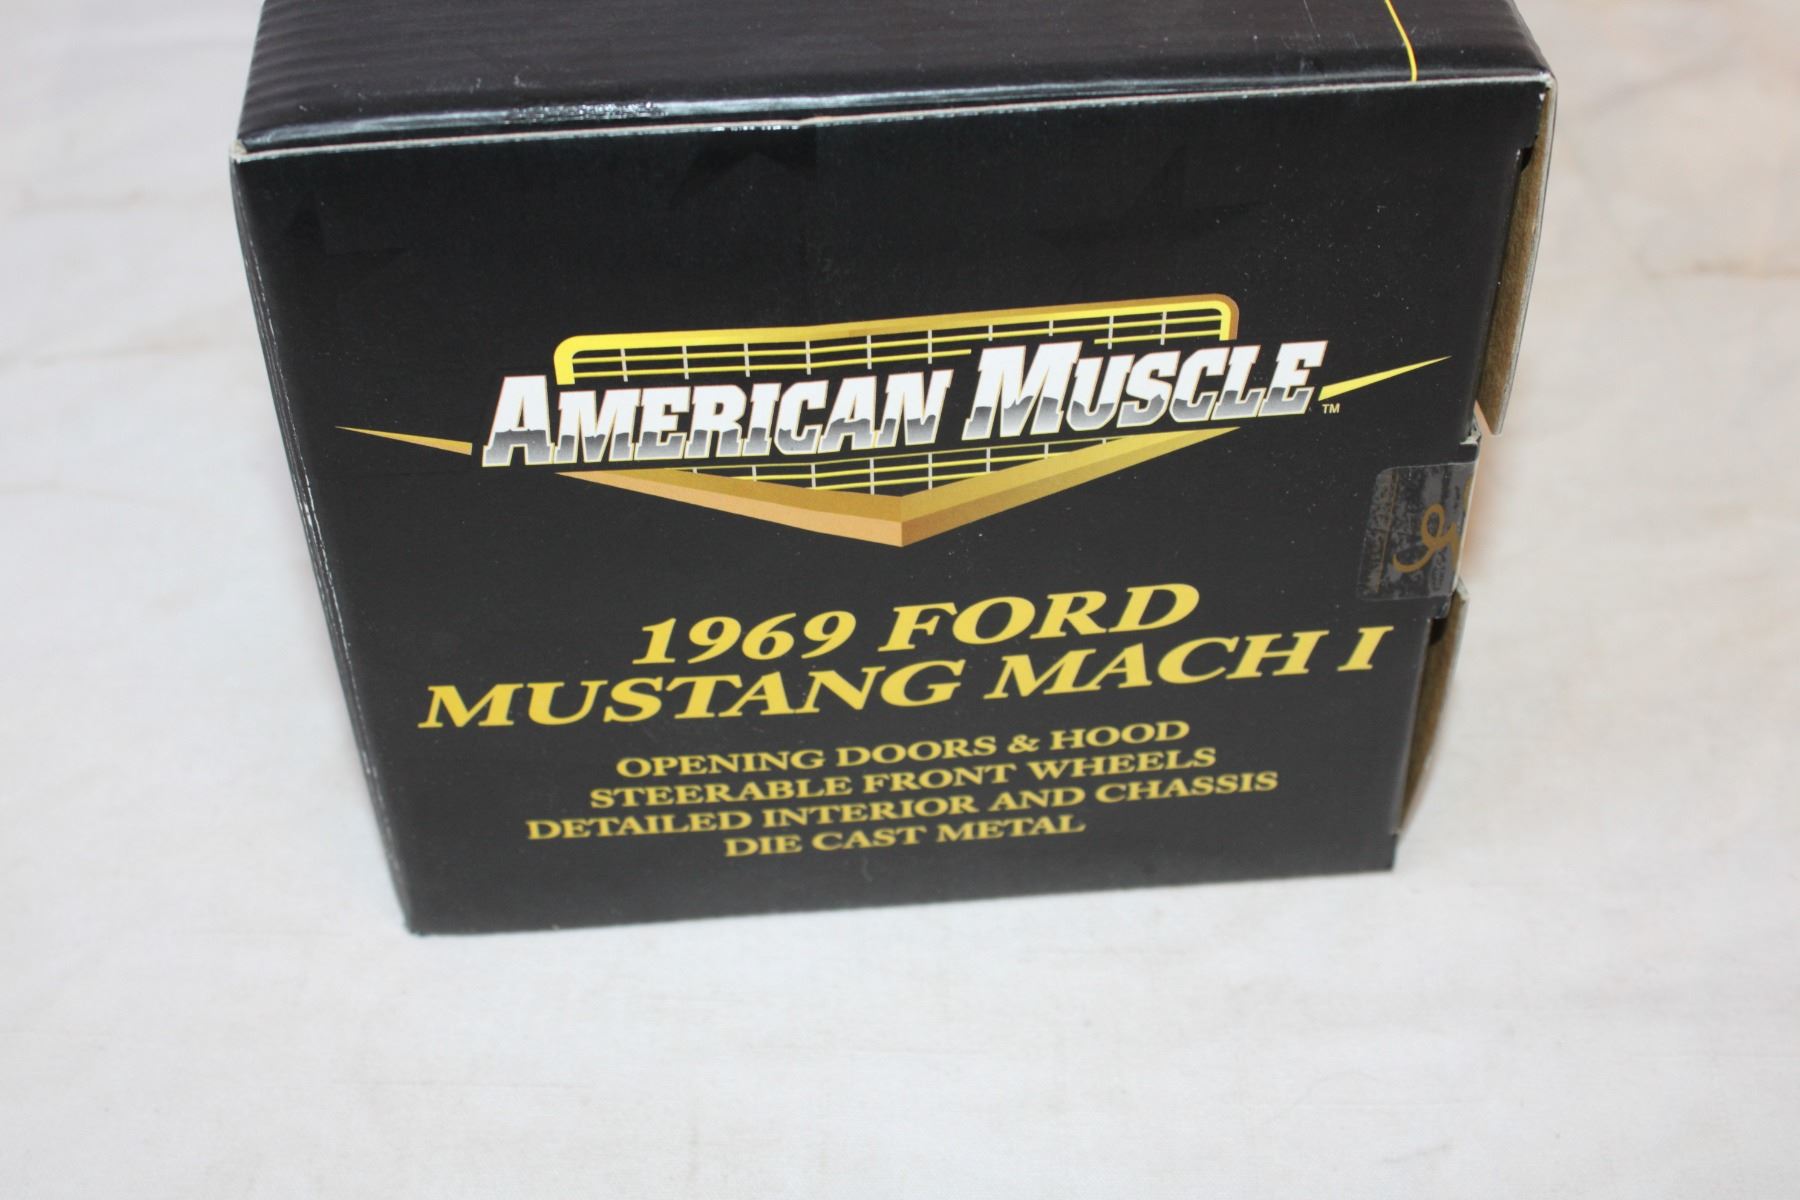 AMERICAN MUSCLE™
1969 FORD
MUSTANG MACH I
OPENING DOORS & HOOD
STEERABLE FRONT WHEELS
DETAILED INTERIOR AND CHASSIS
DIE CAST METAL